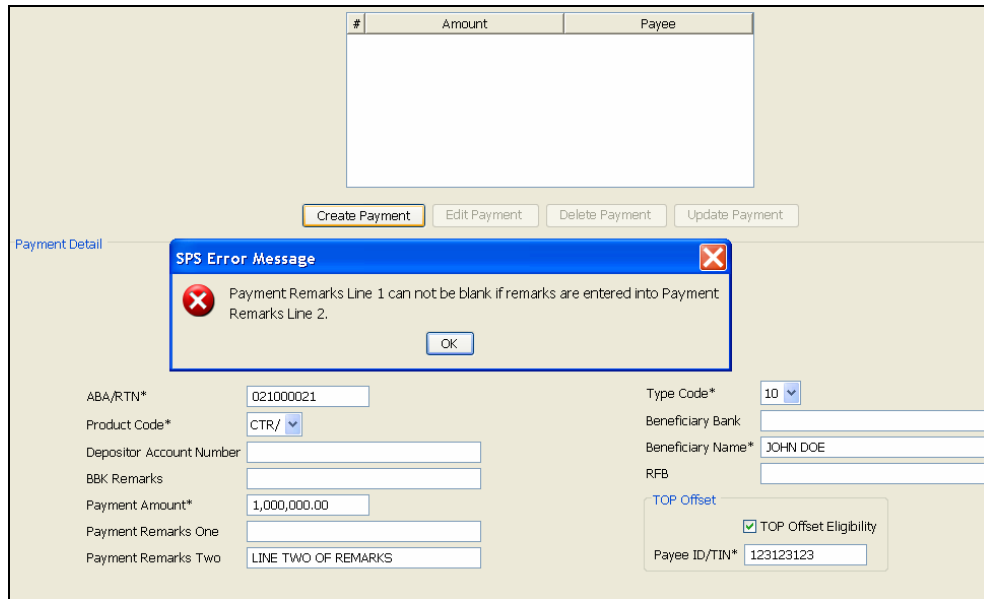 # Amount Payee
Create Payment Edit Payment Delete Payment Update Payment
Payment Detail
SPS Error Message
Payment Remarks Line 1 can not be blank if remarks are entered into Payment
Remarks Line 2.
OK
ABA/RTN* 021000021
Product Code* CTR/
Depositor Account Number
BBK Remarks
Payment Amount* 1,000,000.00
Payment Remarks One
Payment Remarks Two LINE TWO OF REMARKS
Type Code* 10
Beneficiary Bank
Beneficiary Name* JOHN DOE
RFB
TOP Offset
TOP Offset Eligibility
Payee ID/TIN* 123123123